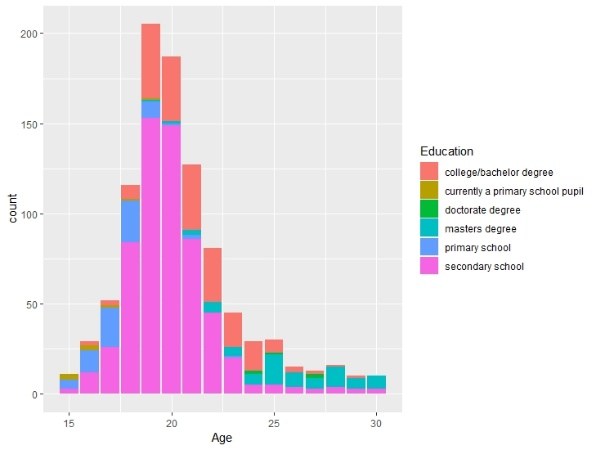 200
150
100
50
0
count
15
20
25
30
Age
Education
college/bachelor degree
currently a primary school pupil
doctorate degree
masters degree
primary school
secondary school